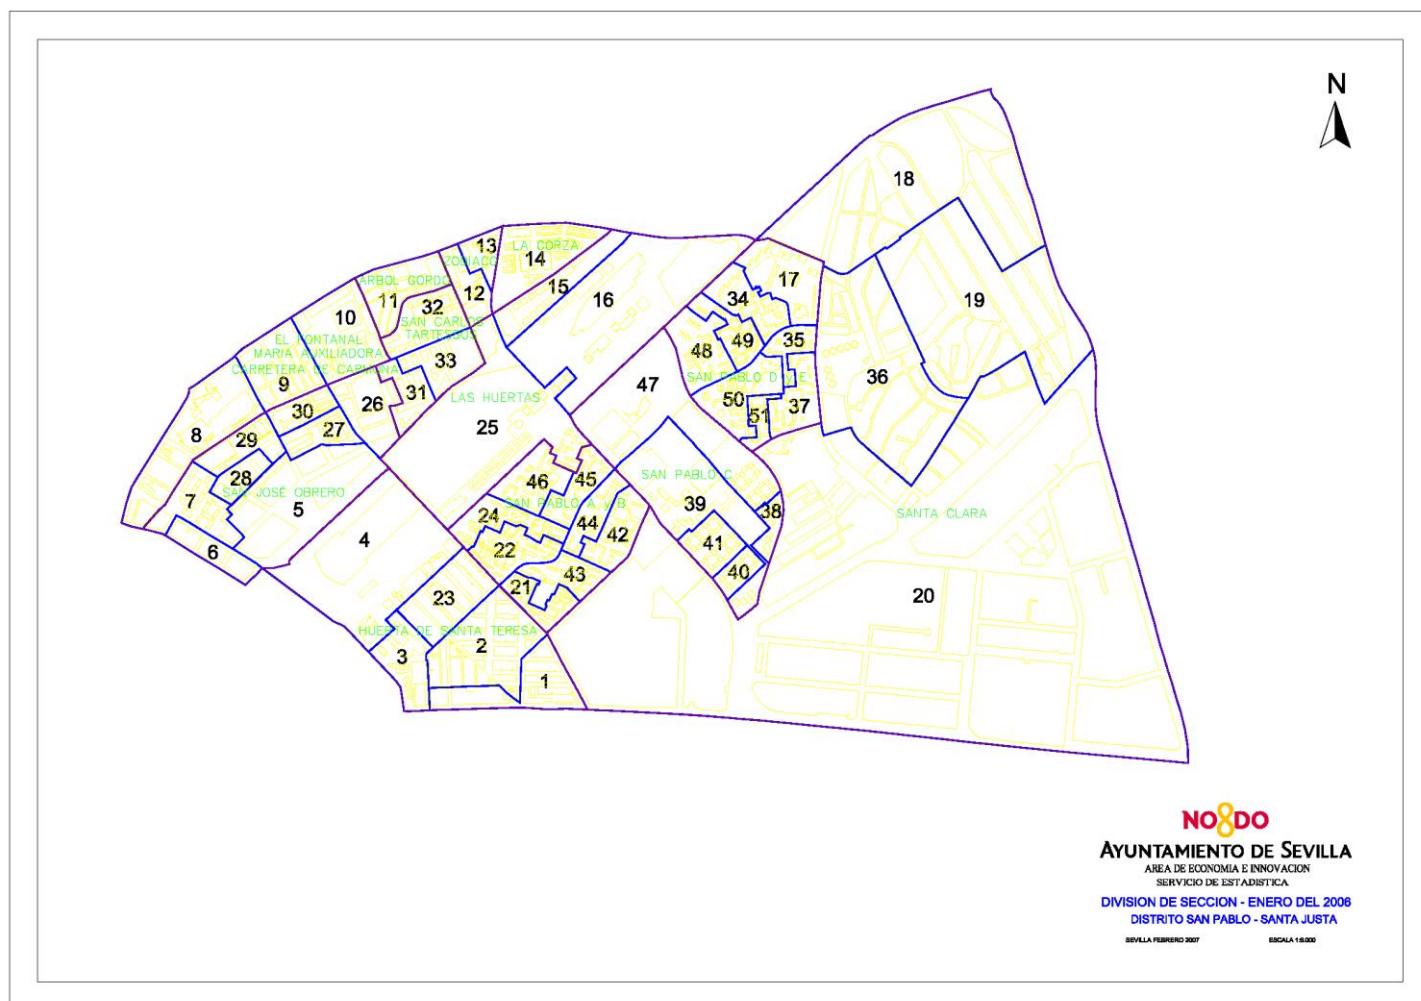 N
18
13
LA CORZA
ZODIACO
14
17
ARBOL GORDO
15
12
34
11
16
19
32
10
SAN CARLOS
TARTESSOS
EL FONTANAL
49
35
MARIA AUXILIADORA
48
33
CARRETERA DE CARMONA
SAN PABLO D y E
36
9
47
31
LAS HUERTAS
50
26
37
30
51
25
27
8
29
SAN PABLO C
28
46
45
SAN JOSÉ OBRERO
7
SAN PABLO A y B
39
5
24
38
SANTA CLARA
44
42
4
41
6
22
40
43
21
20
23
HUERTA DE SANTA TERESA
2
3
1
NO8DO
AYUNTAMIENTO DE SEVILLA
AREA DE ECONOMIA E INNOVACION
SERVICIO DE ESTADISTICA
DIVISION DE SECCION - ENERO DEL 2006
DISTRITO SAN PABLO - SANTA JUSTA
SEVILLA FEBRERO 2007 ESCALA 1:8.000